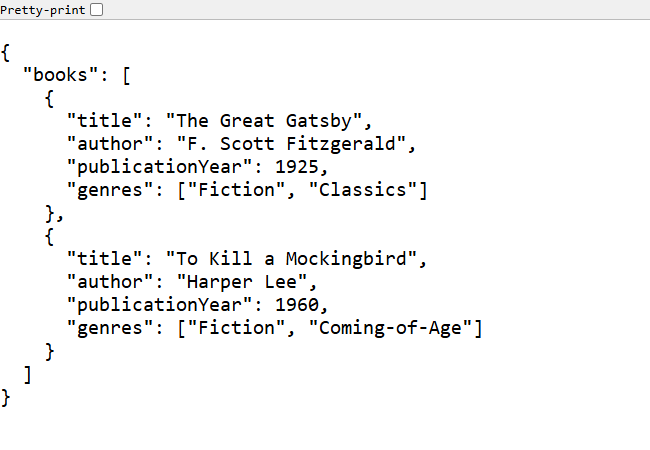 Pretty-print
{
  "books": [
    {
      "title": "The Great Gatsby",
      "author": "F. Scott Fitzgerald",
      "publicationYear": 1925,
      "genres": ["Fiction", "Classics"]
    },
    {
      "title": "To Kill a Mockingbird",
      "author": "Harper Lee",
      "publicationYear": 1960,
      "genres": ["Fiction", "Coming-of-Age"]
    }
  ]
}